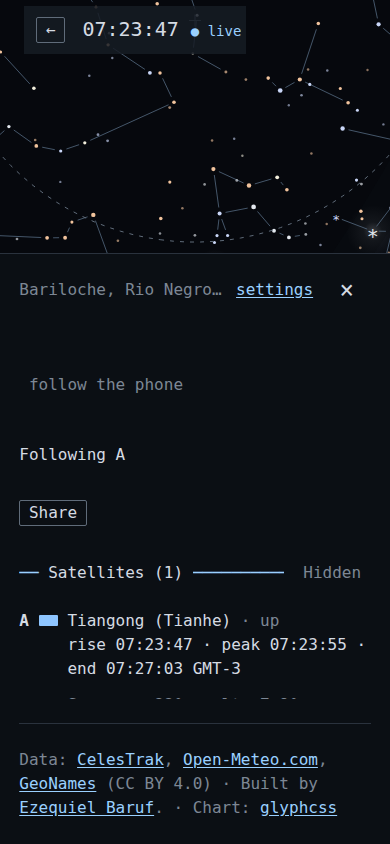 ← 07:23:47 ● live
Bariloche, Rio Negro… settings ×
follow the phone
Following A
Share
Satellites (1) Hidden
A Tiangong (Tianhe) · up
rise 07:23:47 · peak 07:23:55 ·
end 07:27:03 GMT-3
Data: CelesTrak, Open-Meteo.com,
GeoNames (CC BY 4.0) · Built by
Ezequiel Baruf. · Chart: glyphcss